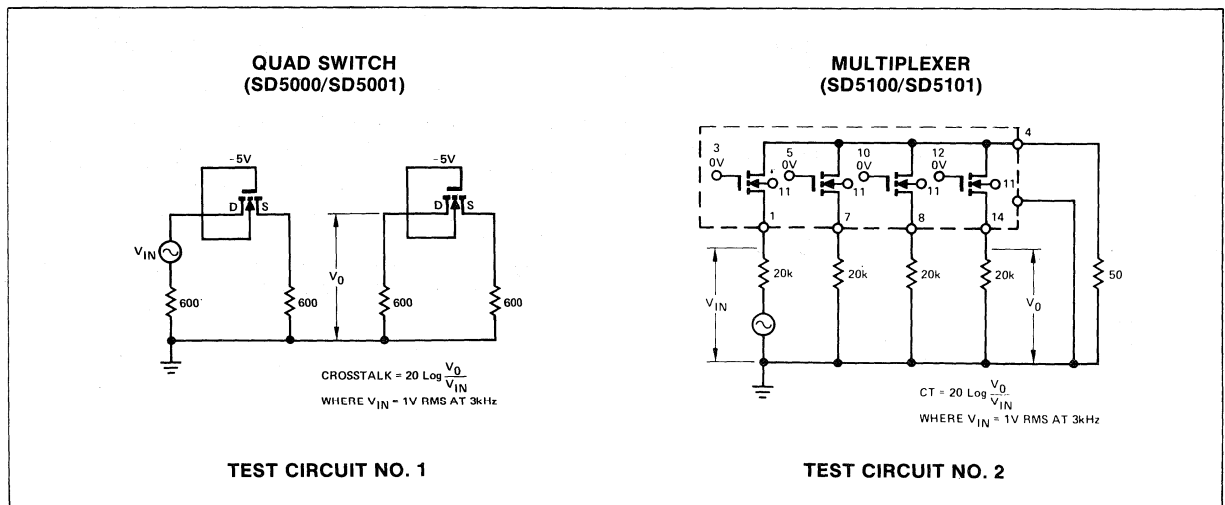 QUAD SWITCH
(SD5000/SD5001)
-5V
D S
VIN
600
600
V0
-5V
D S
600
600
CROSSTALK = 20 Log V0
VIN
WHERE VIN = 1V RMS AT 3kHz
TEST CIRCUIT NO. 1
MULTIPLEXER
(SD5100/SD5101)
4
3
0V
5
0V
10
0V
12
0V
11
11
11
11
1
7
8
14
20k
20k
20k
20k
50
VIN
V0
CT = 20 Log V0
VIN
WHERE VIN = 1V RMS AT 3kHz
TEST CIRCUIT NO. 2